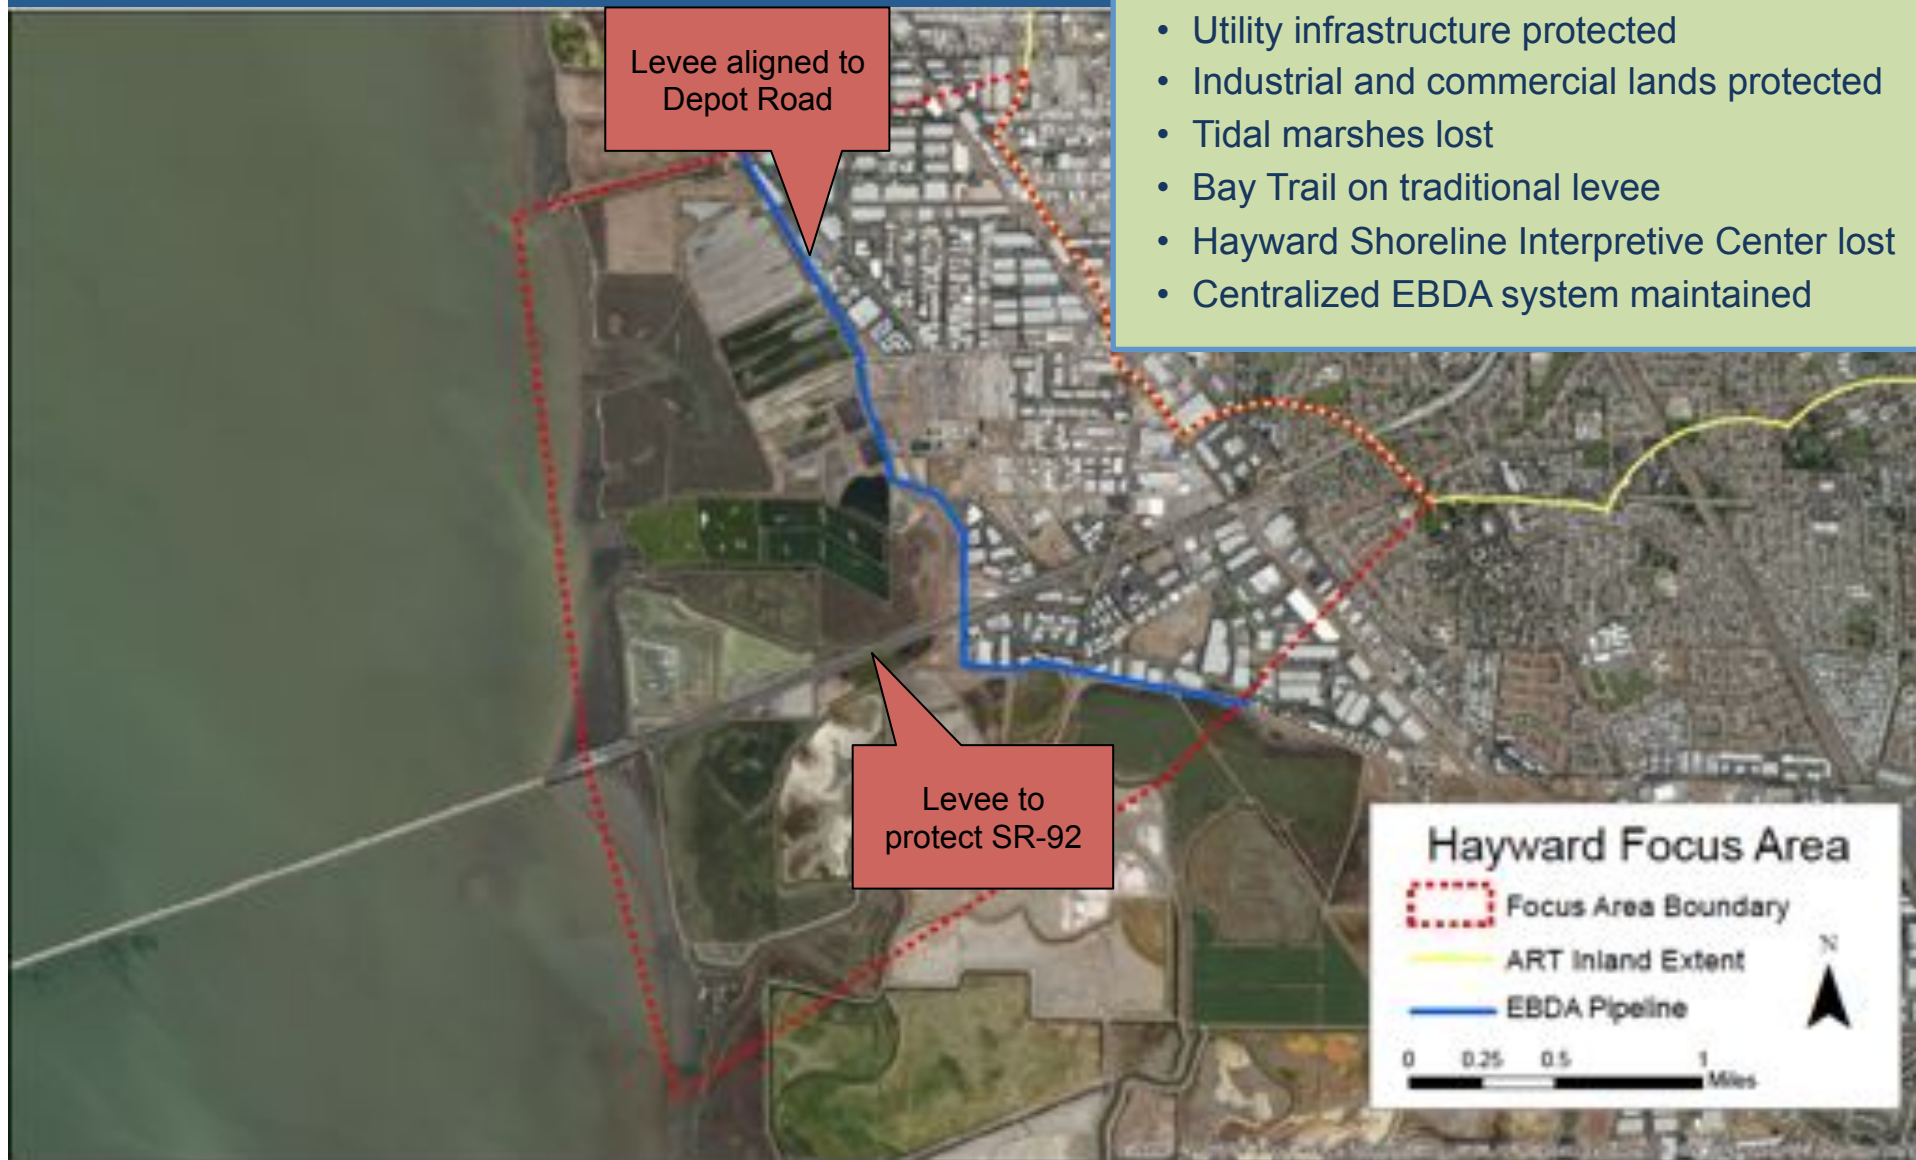 Levee aligned to
Depot Road
• Utility infrastructure protected
• Industrial and commercial lands protected
• Tidal marshes lost
• Bay Trail on traditional levee
• Hayward Shoreline Interpretive Center lost
• Centralized EBDA system maintained
Levee to
protect SR-92
Hayward Focus Area
Focus Area Boundary
ART Inland Extent
EBDA Pipeline
N
0 0.25 0.5 1
Miles